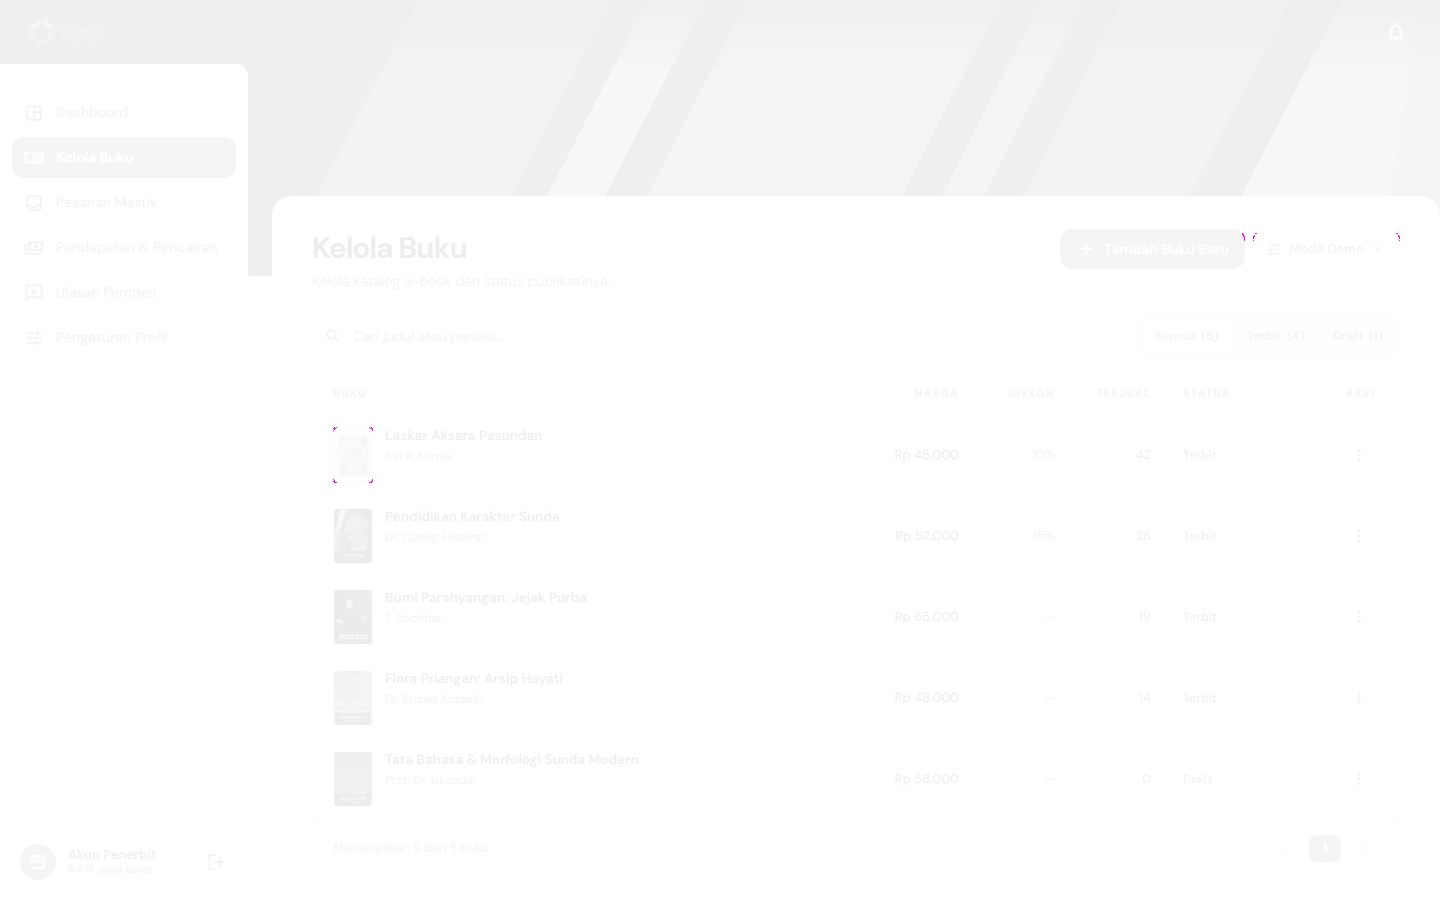 IKAPI
Dashboard
Kelola Buku
Pesanan Masuk
Pendapatan & Pencairan
Ulasan Pembeli
Pengaturan Profil
Kelola Buku
Kelola katalog e-book dan status publikasinya.
Tambah Buku Baru
Mode Demo
Cari judul atau penulis...
Semua (5) Terbit (4) Draft (1)
BUKU HARGA DISKON TERJUAL STATUS AKSI
Laskar Aksara Pasundan
Ayi R. Kurnia
Rp 45.000 10% 42 Terbit
Pendidikan Karakter Sunda
Dr. Cecep Hidayat
Rp 52.000 15% 28 Terbit
Bumi Parahyangan: Jejak Purba
T. Bachtiar
Rp 65.000 — 19 Terbit
Flora Priangan: Arsip Hayati
Dr. Encep Kosasih
Rp 48.000 — 14 Terbit
Tata Bahasa & Morfologi Sunda Modern
Prof. Dr. Iskandar
Rp 58.000 — 0 Draft
Menampilkan 5 dari 5 buku
1
Akun Penerbit
IKAPI Jawa Barat